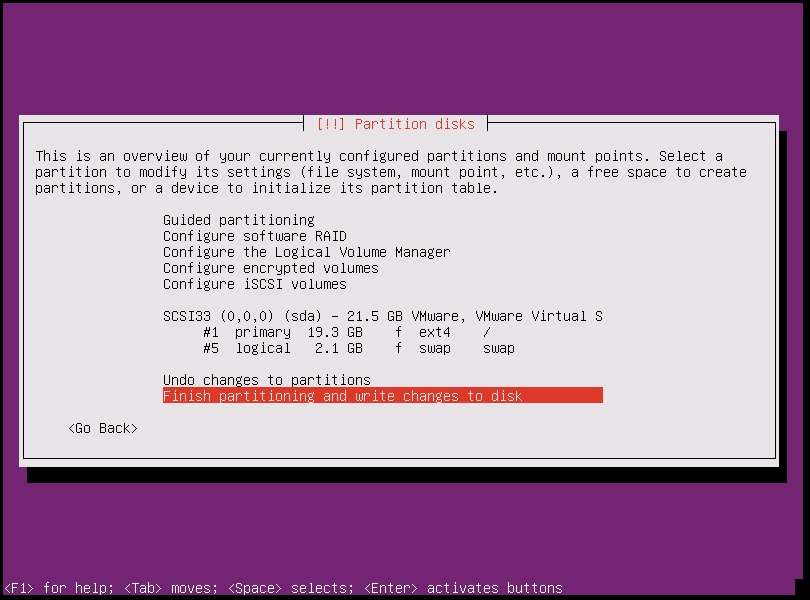 [!!] Partition disks
This is an overview of your currently configured partitions and mount points. Select a
partition to modify its settings (file system, mount point, etc.), a free space to create
partitions, or a device to initialize its partition table.
Guided partitioning
Configure software RAID
Configure the Logical Volume Manager
Configure encrypted volumes
Configure iSCSI volumes
SCSI33 (0,0,0) (sda) – 21.5 GB VMware, VMware Virtual S
#1 primary 19.3 GB f ext4 /
#5 logical 2.1 GB f swap swap
Undo changes to partitions
Finish partitioning and write changes to disk
<Go Back>
<F1> for help; <Tab> moves; <Space> selects; <Enter> activates buttons